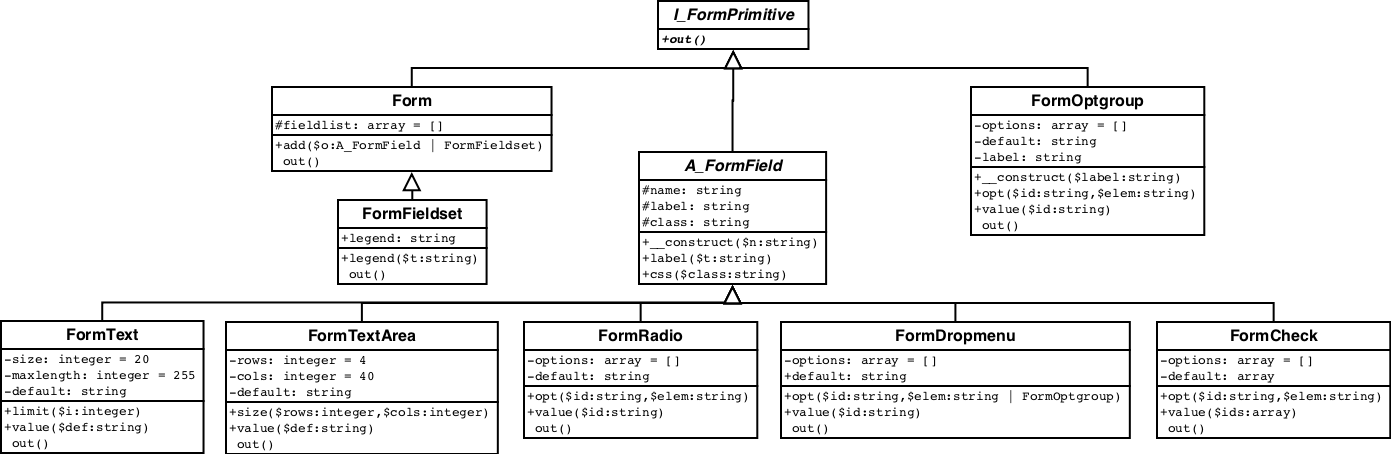 I_FormPrimitive
+out()
Form
#fieldlist: array = []
+add($o:A_FormField | FormFieldset)
out()
FormFieldset
+legend: string
+legend($t:string)
out()
A_FormField
#name: string
#label: string
#class: string
+__construct($n:string)
+label($t:string)
+css($class:string)
FormOptgroup
-options: array = []
-default: string
-label: string
+__construct($label:string)
+opt($id:string,$elem:string)
+value($id:string)
out()
FormText
-size: integer = 20
-maxlength: integer = 255
-default: string
+limit($i:integer)
+value($def:string)
out()
FormTextArea
-rows: integer = 4
-cols: integer = 40
-default: string
+size($rows:integer,$cols:integer)
+value($def:string)
out()
FormRadio
-options: array = []
-default: string
+opt($id:string,$elem:string)
+value($id:string)
out()
FormDropmenu
-options: array = []
+default: string
+opt($id:string,$elem:string | FormOptgroup)
+value($id:string)
out()
FormCheck
-options: array = []
-default: array
+opt($id:string,$elem:string)
+value($ids:array)
out()